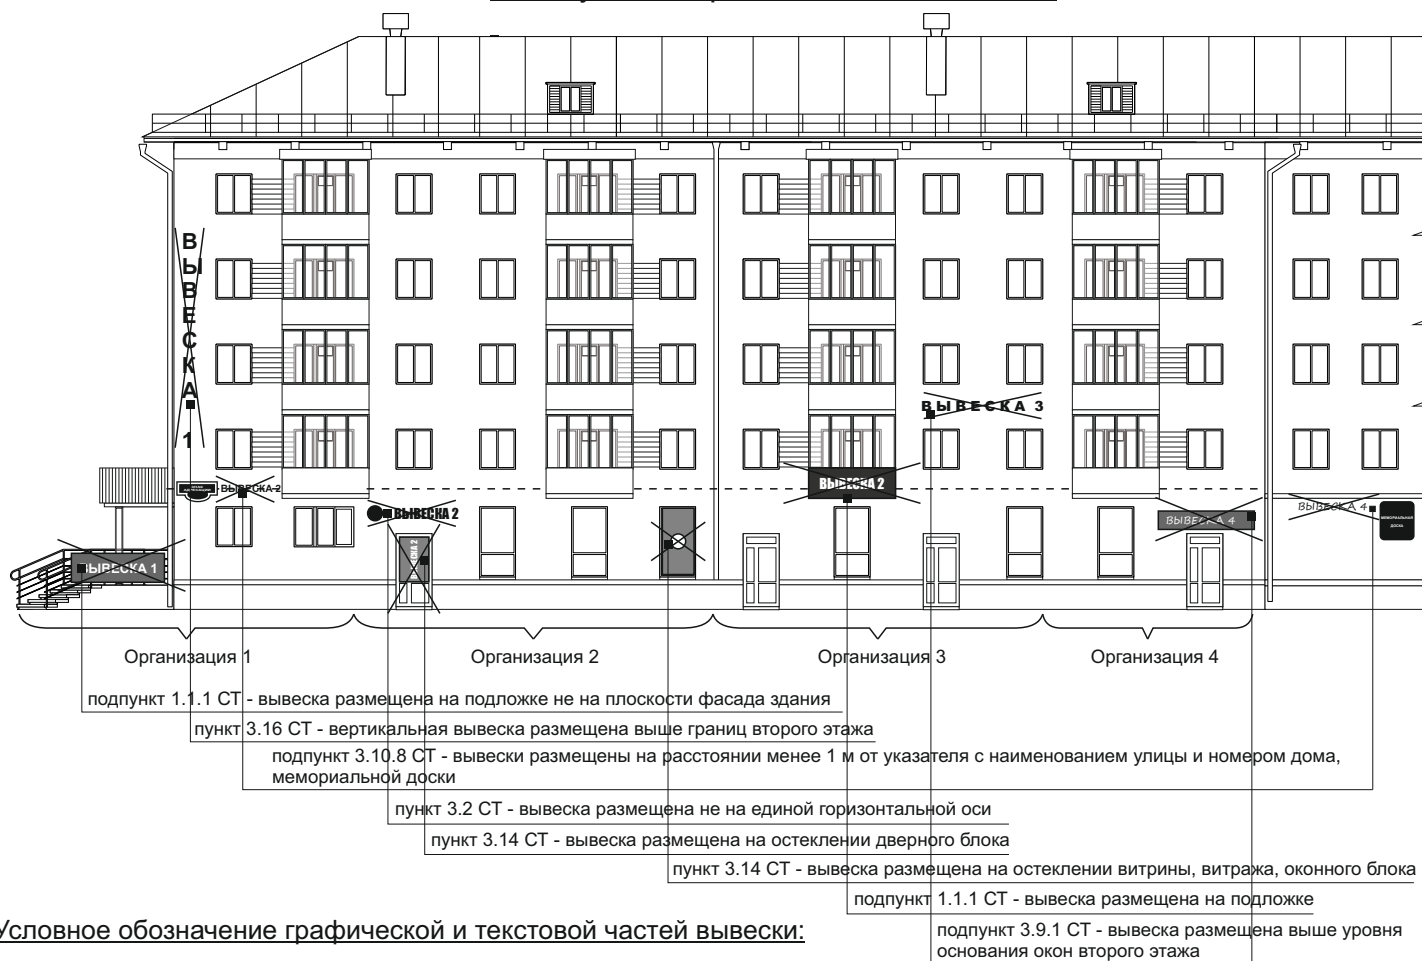 ВЫВЕСКА 1
ВЫВЕСКА 3
ВЫВЕСКА 2
ВЫВЕСКА 2
ВЫВЕСКА 2
ВЫВЕСКА 2
ВЫВЕСКА 4
ВЫВЕСКА 4
МЕМОРИАЛЬНАЯ
ДОСКА
ВЫВЕСКА 1
Организация 1
Организация 2
Организация 3
Организация 4
подпункт 1.1.1 СТ - вывеска размещена на подложке не на плоскости фасада здания
пункт 3.16 СТ - вертикальная вывеска размещена выше границ второго этажа
подпункт 3.10.8 СТ - вывески размещены на расстоянии менее 1 м от указателя с наименованием улицы и номером дома,
мемориальной доски
пункт 3.2 СТ - вывеска размещена не на единой горизонтальной оси
пункт 3.14 СТ - вывеска размещена на остеклении дверного блока
пункт 3.14 СТ - вывеска размещена на остеклении витрины, витража, оконного блока
подпункт 1.1.1 СТ - вывеска размещена на подложке
Условное обозначение графической и текстовой частей вывески:
подпункт 3.9.1 СТ - вывеска размещена выше уровня
основания окон второго этажа